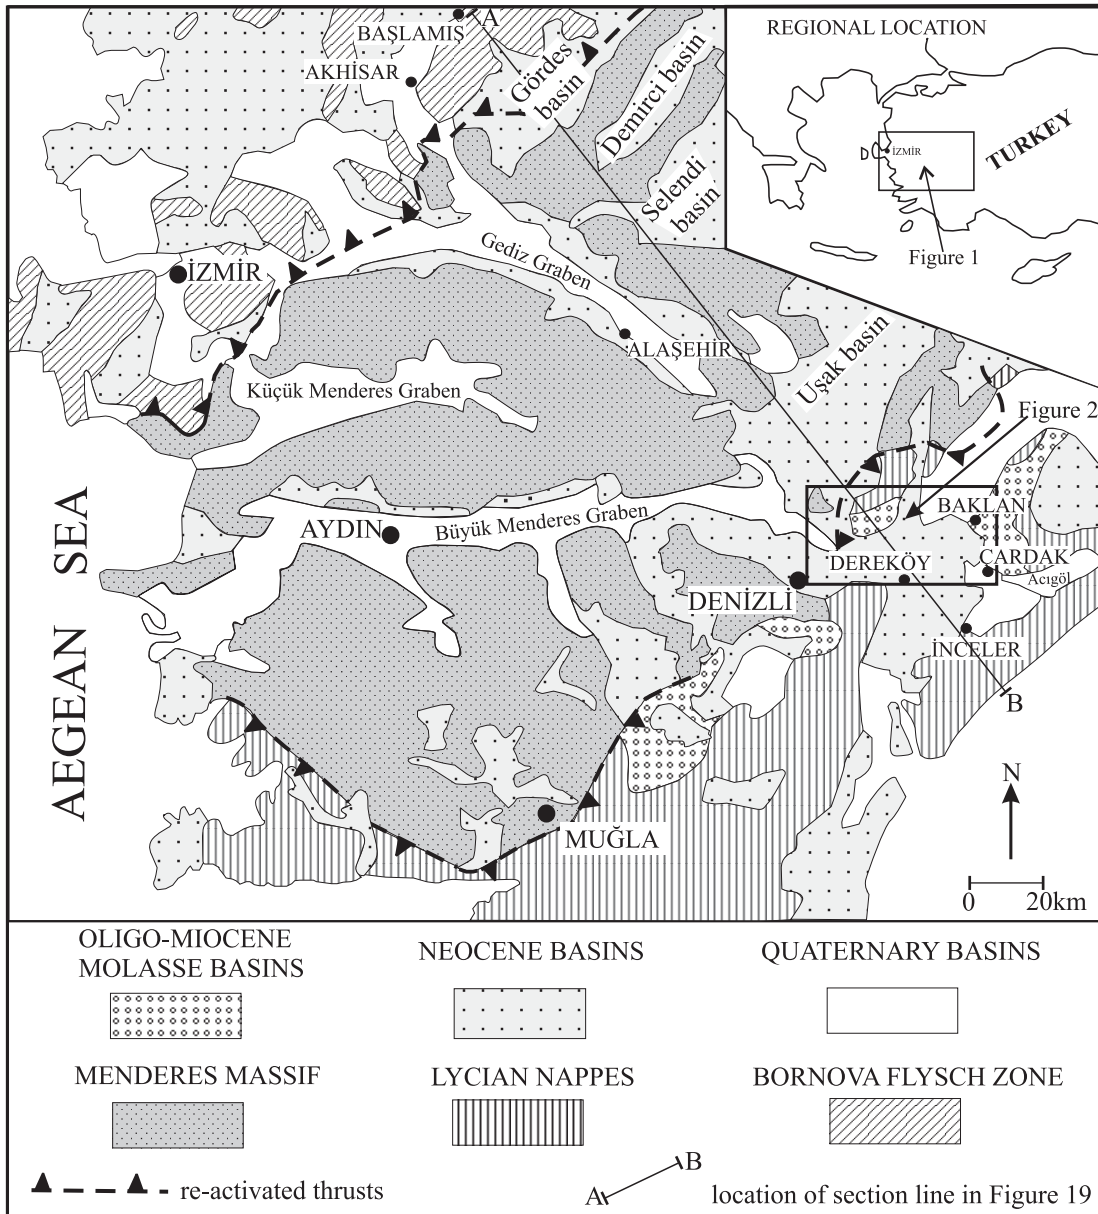 BAŞLAMIŞ
A
AKHİSAR
Gördes
basin
Demirci basin
Selendi
basin
REGIONAL LOCATION
İZMİR
TURKEY
Figure 1
İZMİR
Gediz Graben
ALAŞEHİR
Uşak basin
Küçük Menderes Graben
Figure 2
AEGEAN SEA
AYDIN
Büyük Menderes Graben
BAKLAN
DEREKÖY
ÇARDAK
Acıgöl
DENİZLİ
İNCELER
B
MUĞLA
N
0 20km
OLIGO-MIOCENE
MOLASSE BASINS
NEOCENE BASINS
QUATERNARY BASINS
MENDERES MASSIF
LYCIAN NAPPES
BORNOVA FLYSCH ZONE
re-activated thrusts
A
B
location of section line in Figure 19